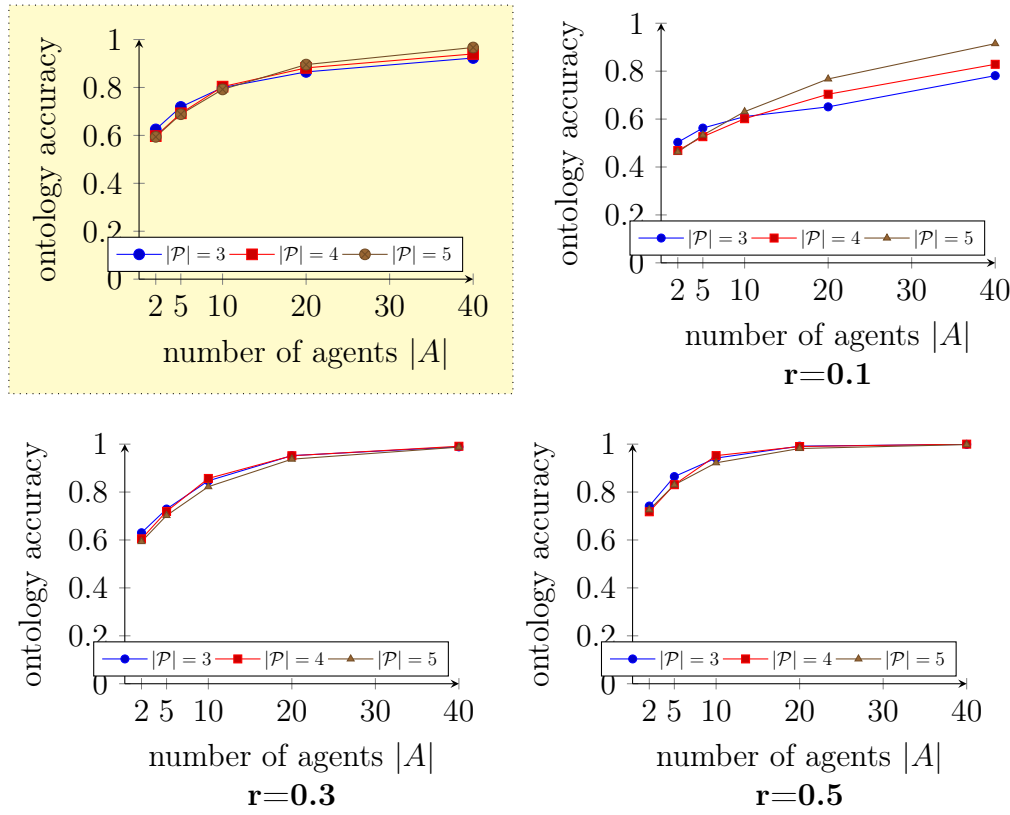 ontology accuracy
1
0.8
0.6
0.4
0.2
0
|𝒫| = 3 |𝒫| = 4 |𝒫| = 5
2 5 10 20 30 40
number of agents |A|
ontology accuracy
1
0.8
0.6
0.4
0.2
|𝒫| = 3 |𝒫| = 4 |𝒫| = 5
0
2 5 10 20 30 40
number of agents |A|
r=0.1
ontology accuracy
1
0.8
0.6
0.4
0.2
|𝒫| = 3 |𝒫| = 4 |𝒫| = 5
0
2 5 10 20 30 40
number of agents |A|
r=0.3
ontology accuracy
1
0.8
0.6
0.4
0.2
|𝒫| = 3 |𝒫| = 4 |𝒫| = 5
0
2 5 10 20 30 40
number of agents |A|
r=0.5